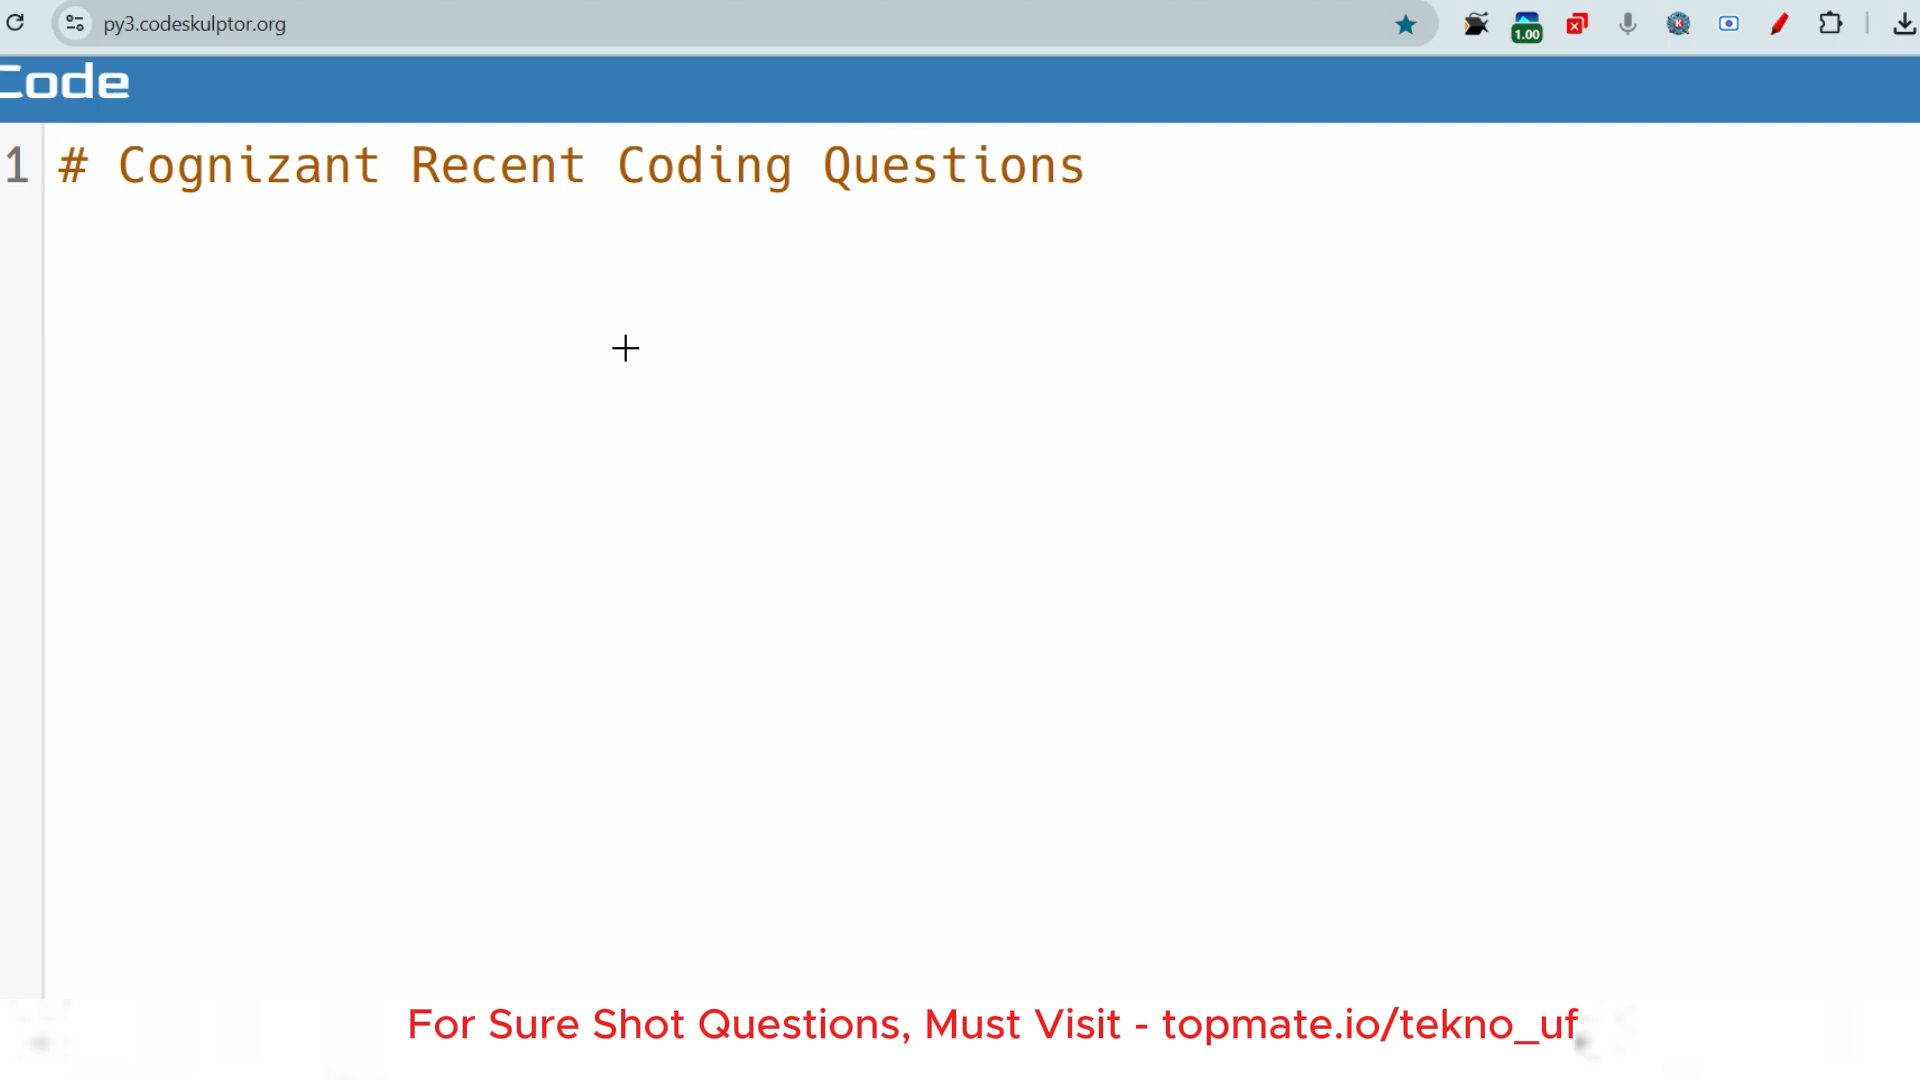 py3.codeskulptor.org
1.00
Code
1 # Cognizant Recent Coding Questions
For Sure Shot Questions, Must Visit - topmate.io/tekno_uf